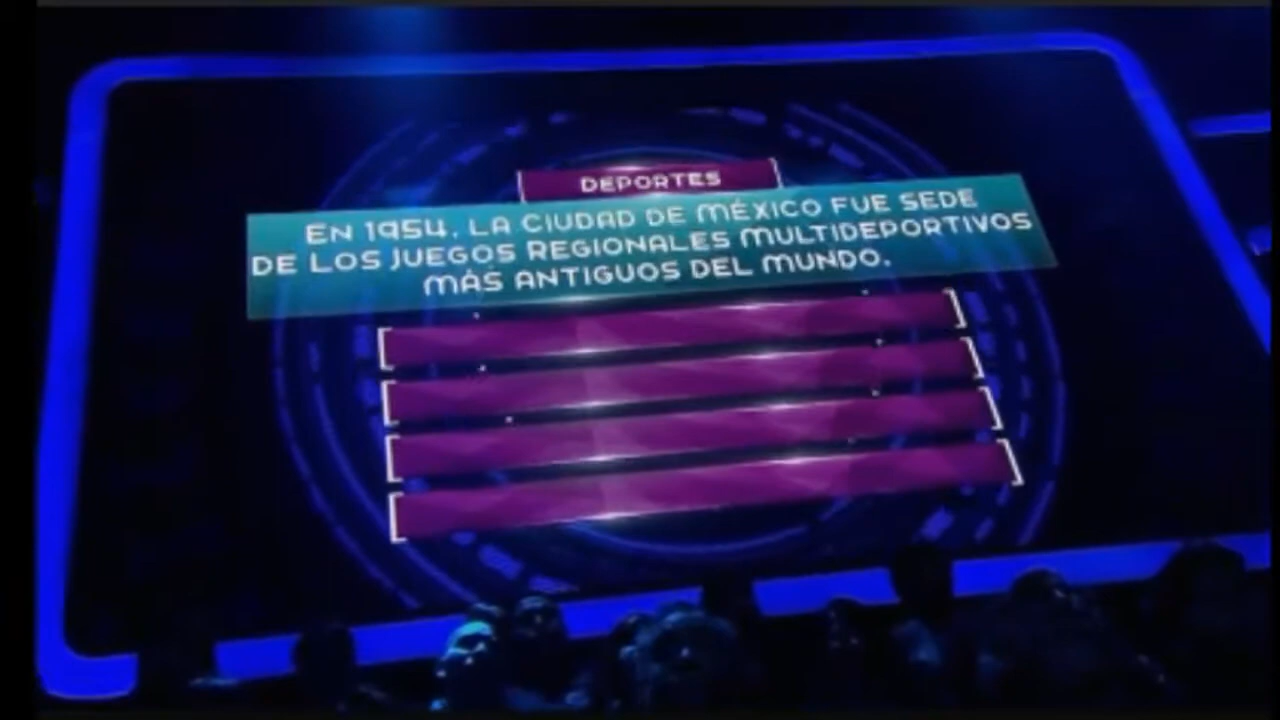 DEPORTES
EN 1954, LA CIUDAD DE MÉXICO FUE SEDE
DE LOS JUEGOS REGIONALES MULTIDEPORTIVOS
MÁS ANTIGUOS DEL MUNDO.